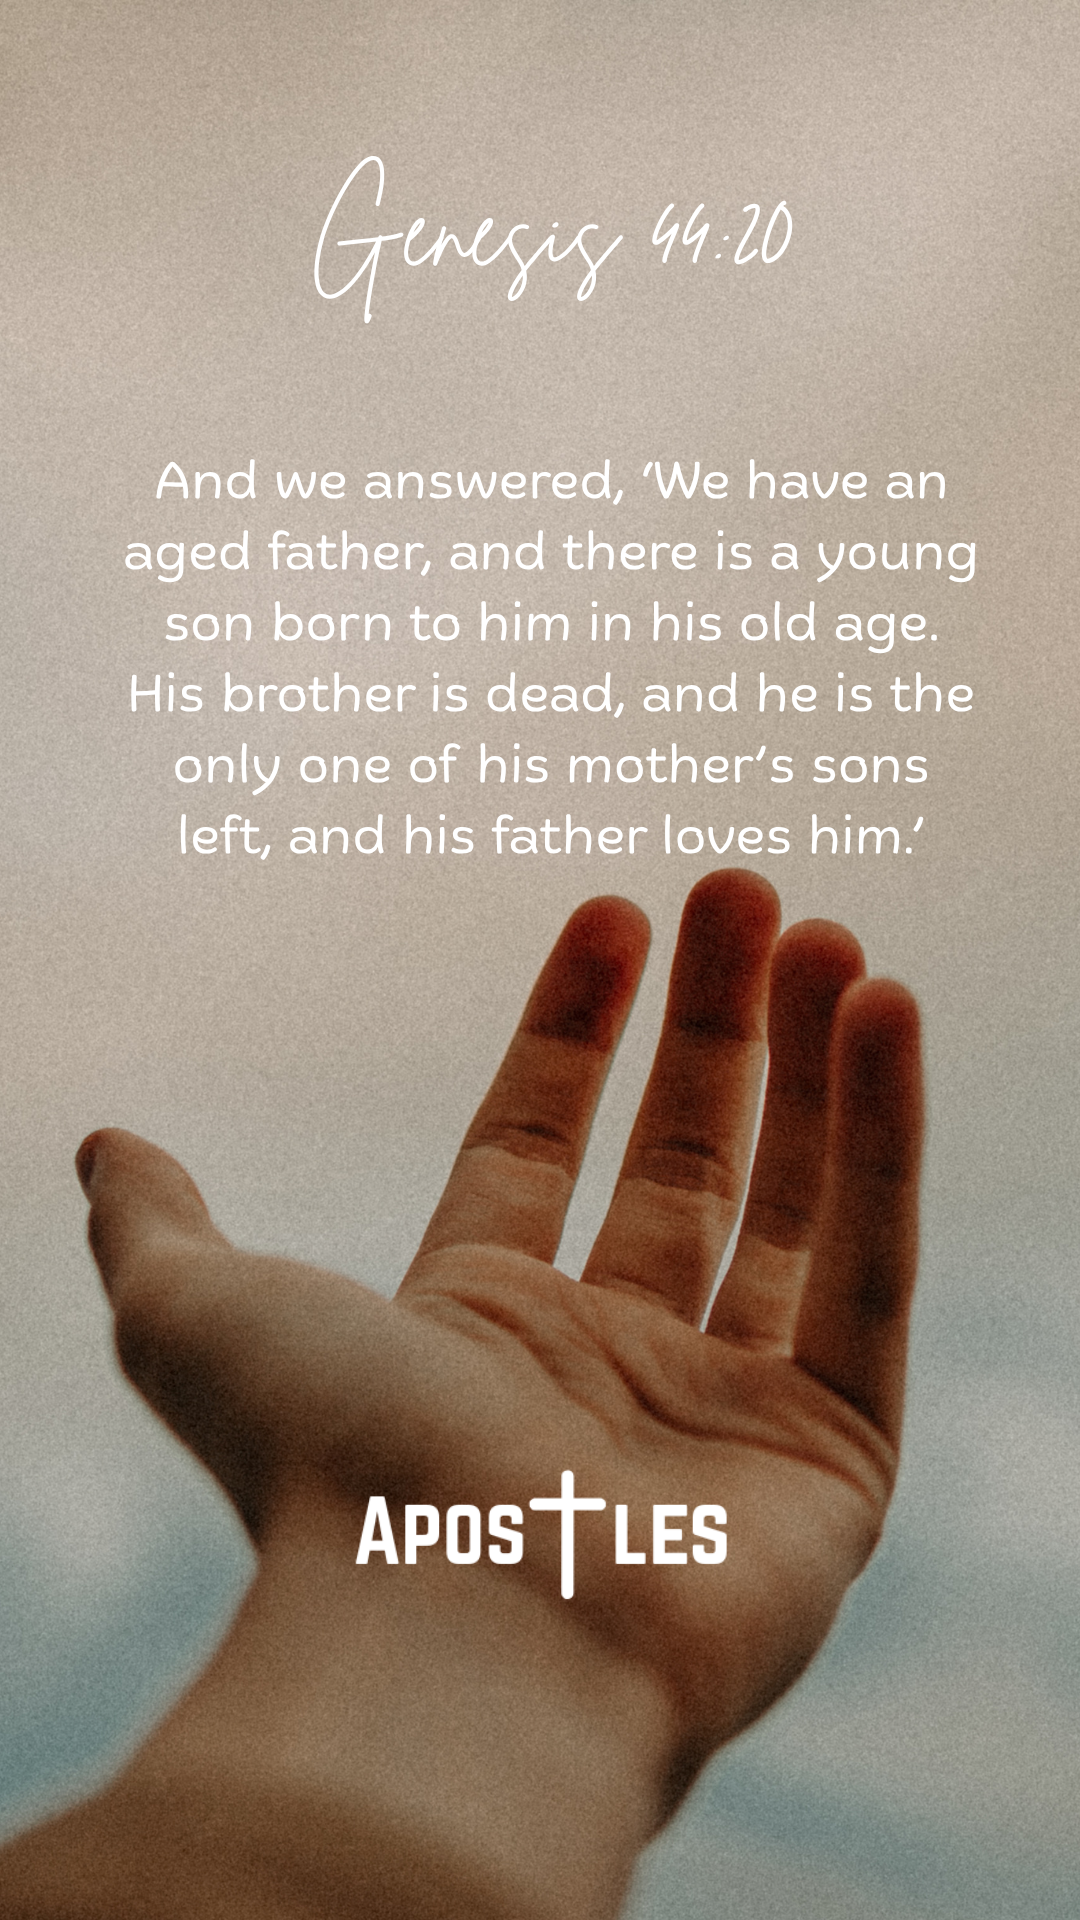 Genesis 44:20
And we answered, ‘We have an
aged father, and there is a young
son born to him in his old age.
His brother is dead, and he is the
only one of his mother’s sons
left, and his father loves him.’
APOSTLES